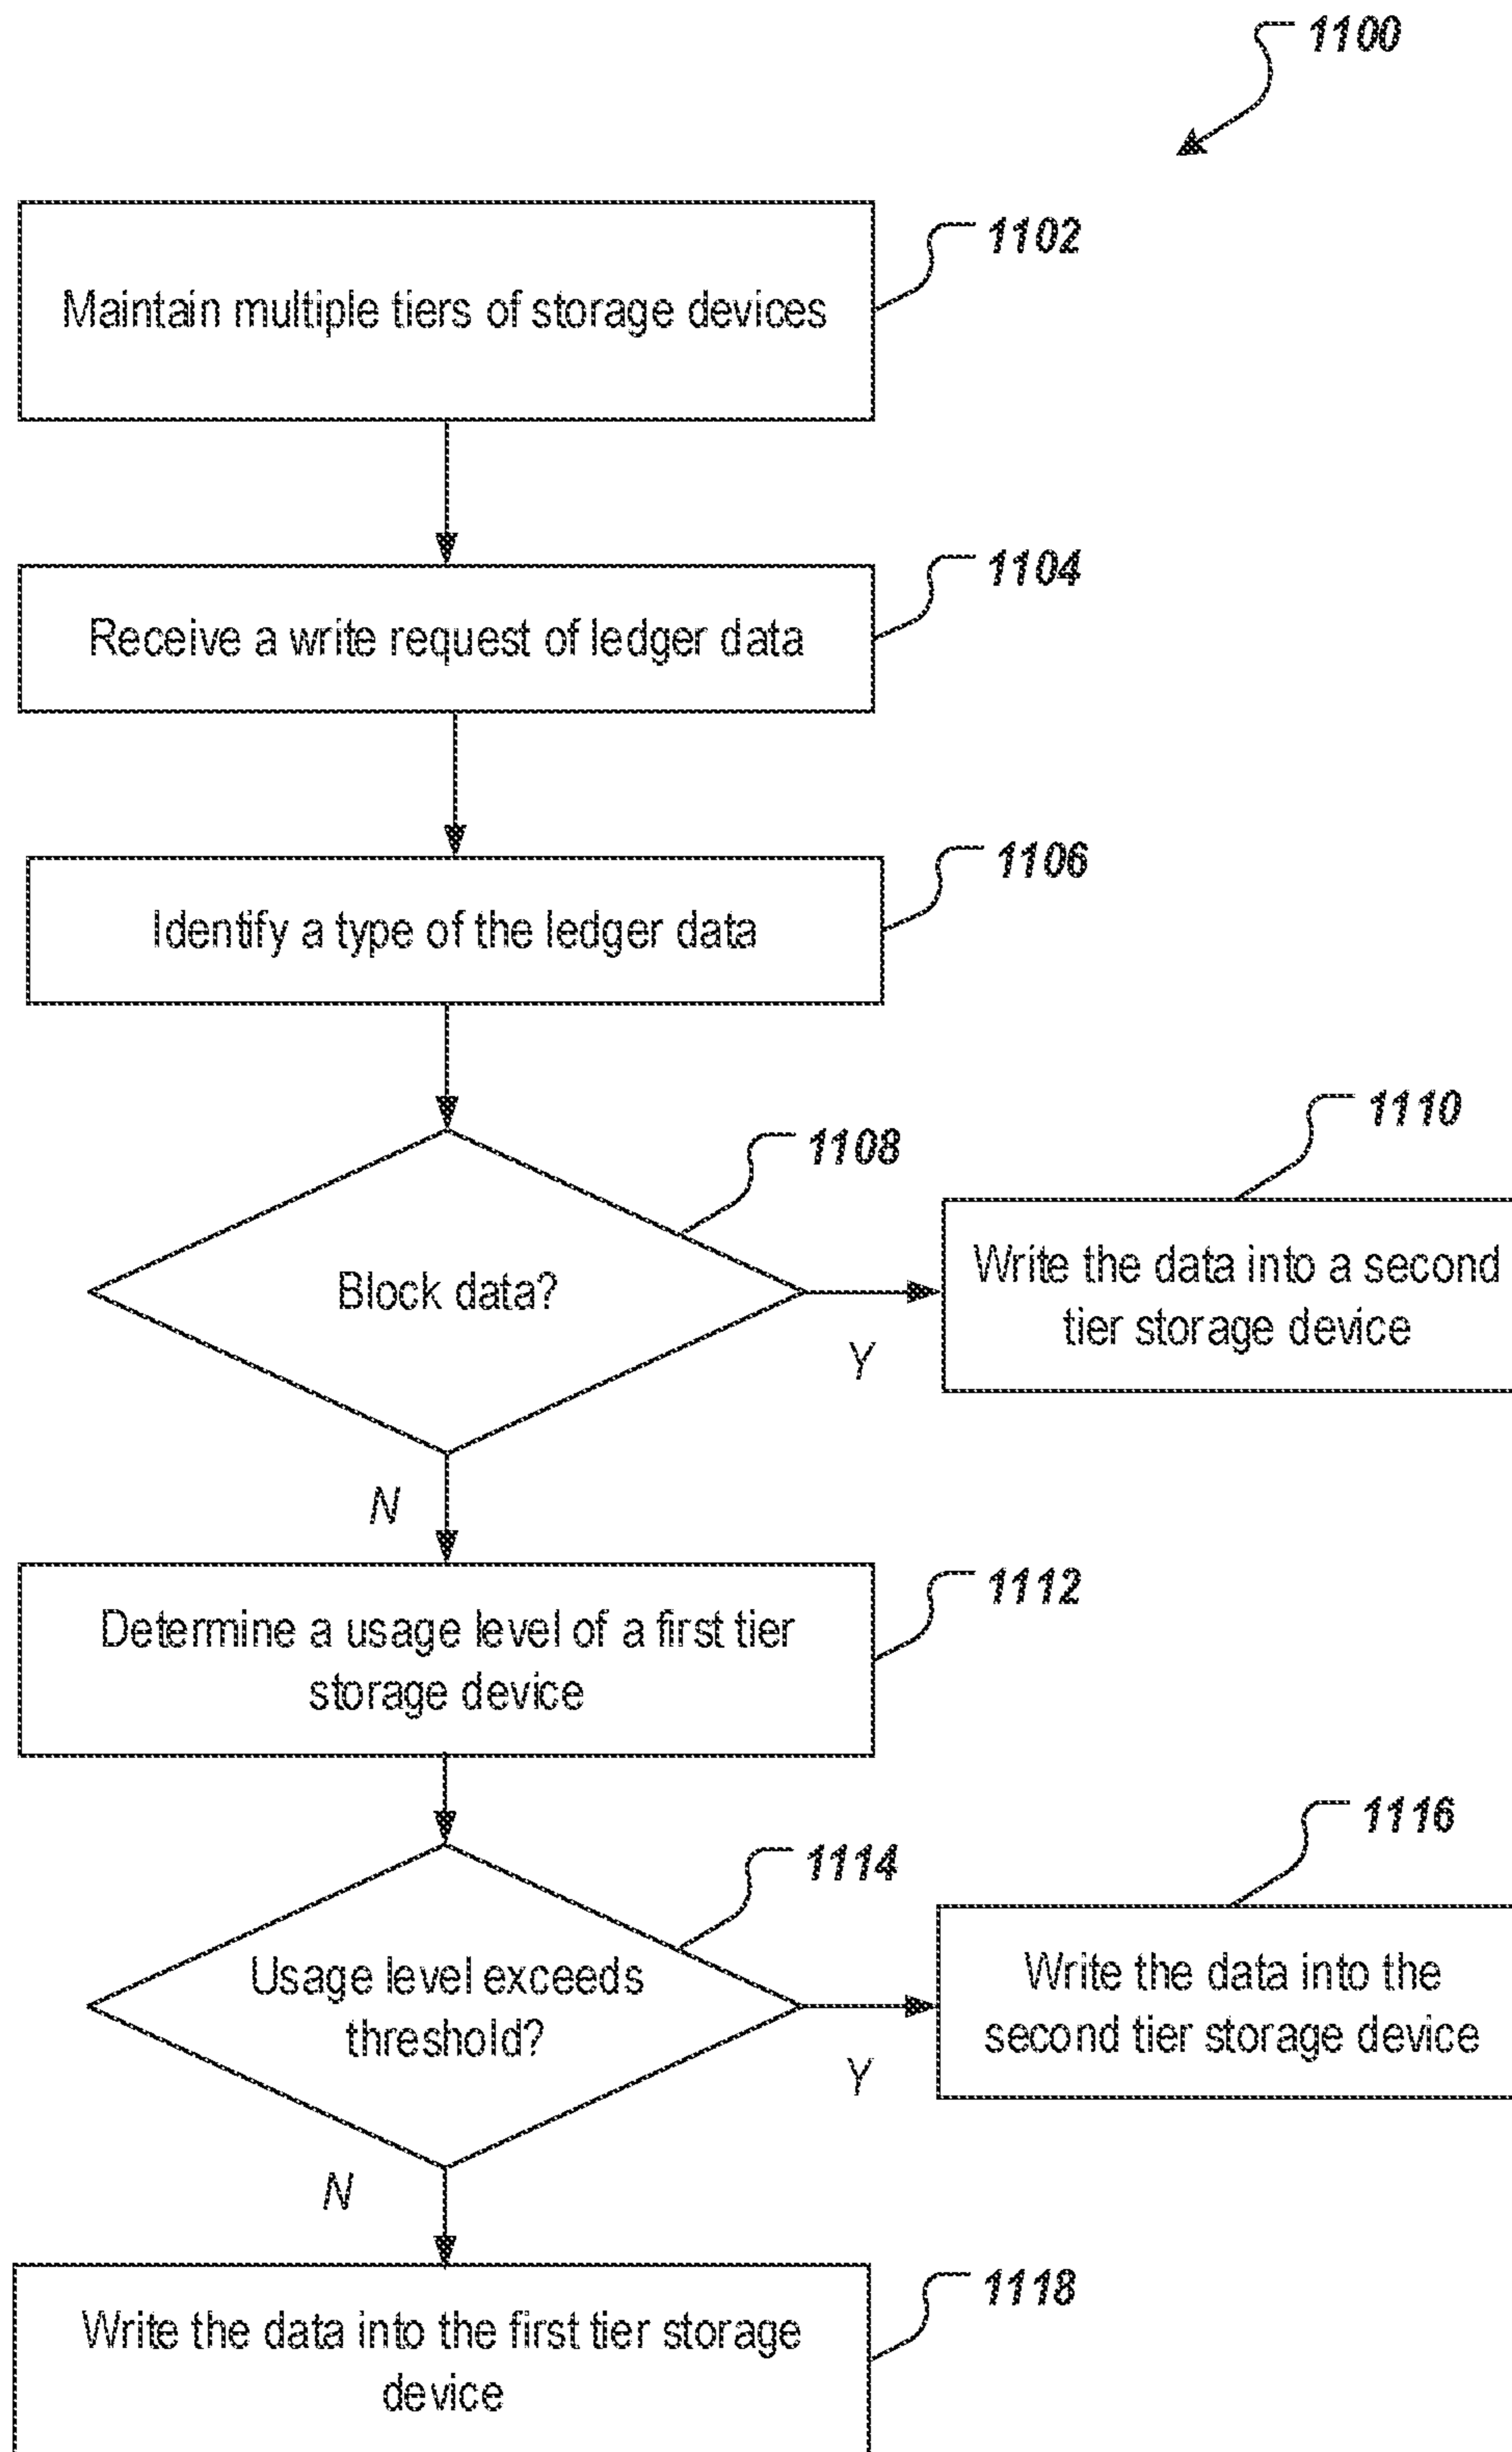 1100
1102
Maintain multiple tiers of storage devices
1104
Receive a write request of ledger data
1106
Identify a type of the ledger data
1108
Block data?
Y
1110
Write the data into a second
tier storage device
N
1112
Determine a usage level of a first tier
storage device
1114
Usage level exceeds
threshold?
Y
1116
Write the data into the
second tier storage device
N
1118
Write the data into the first tier storage
device